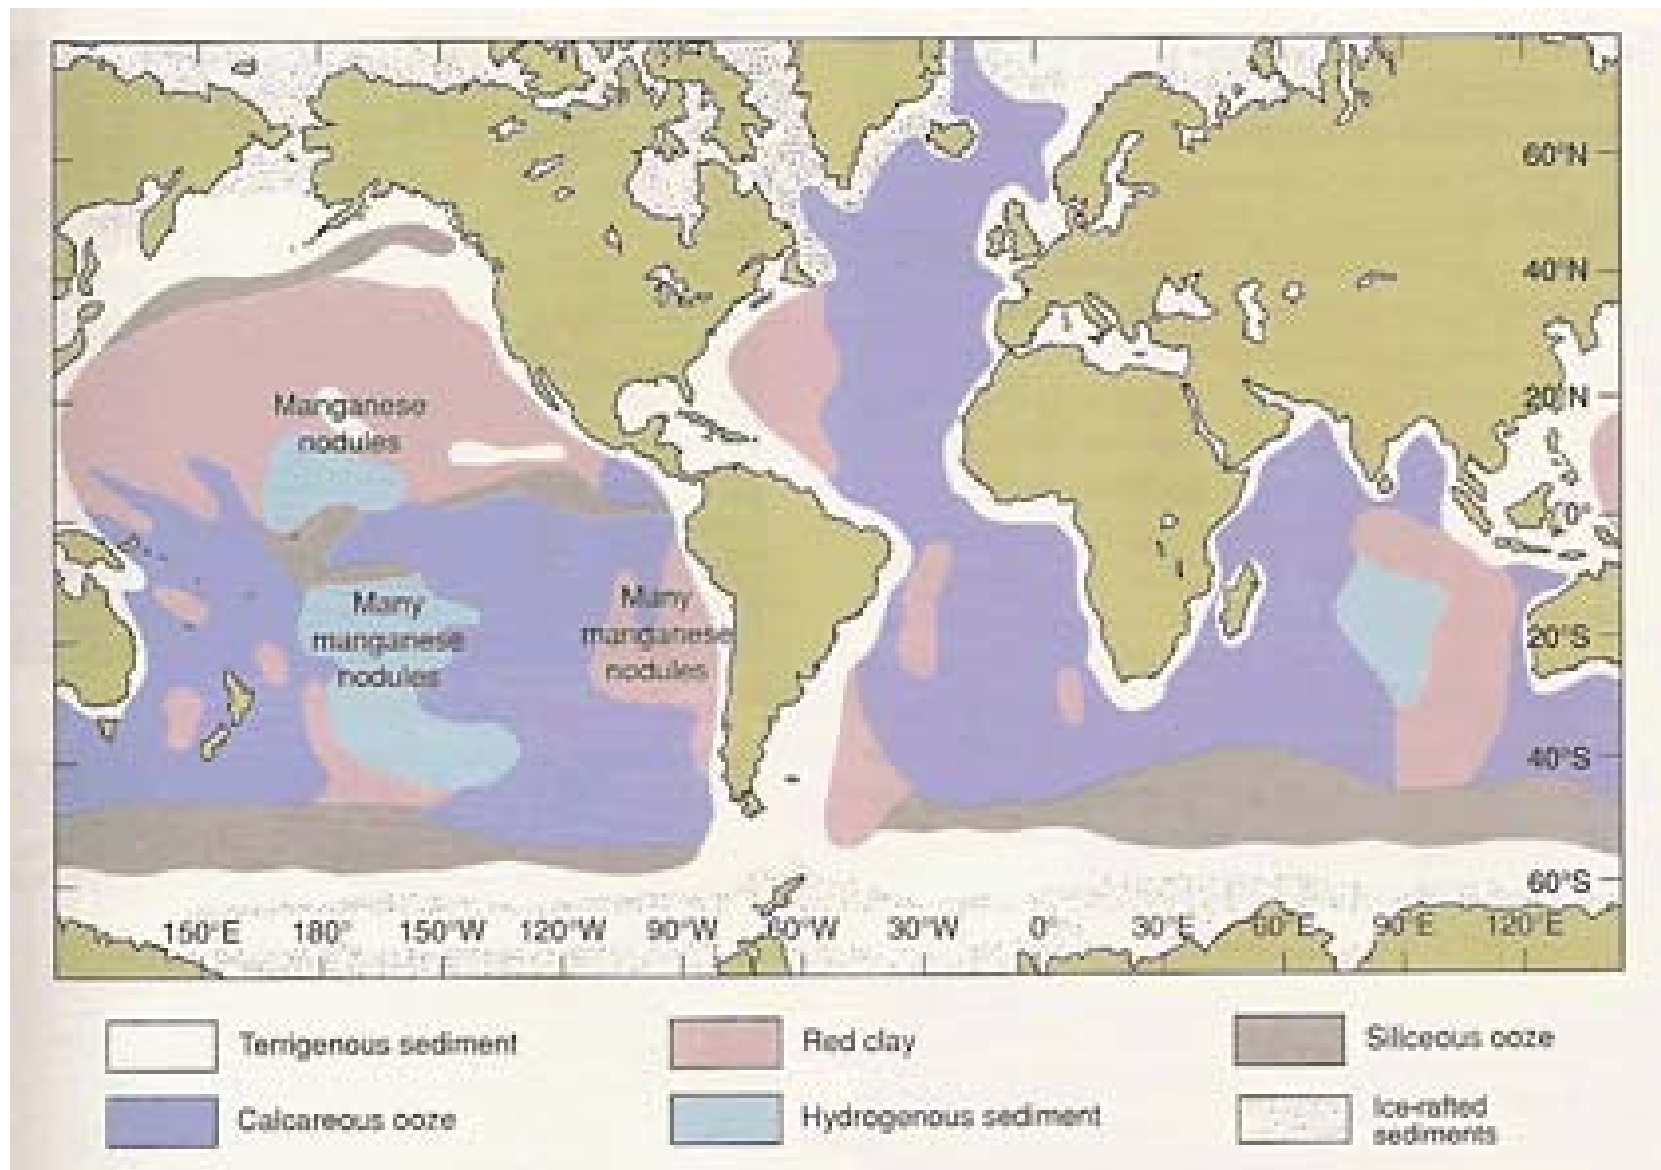 60°N
40°N
20°N
Manganese
nodules
0°
Many
manganese
nodules
Many
manganese
nodules
20°S
40°S
60°S
150°E 180° 150°W 120°W 90°W 60°W 30°W 0° 30°E 60°E 90°E 120°E
Terrigenous sediment
Red clay
Siliceous ooze
Calcareous ooze
Hydrogenous sediment
Ice-rafted
sediments